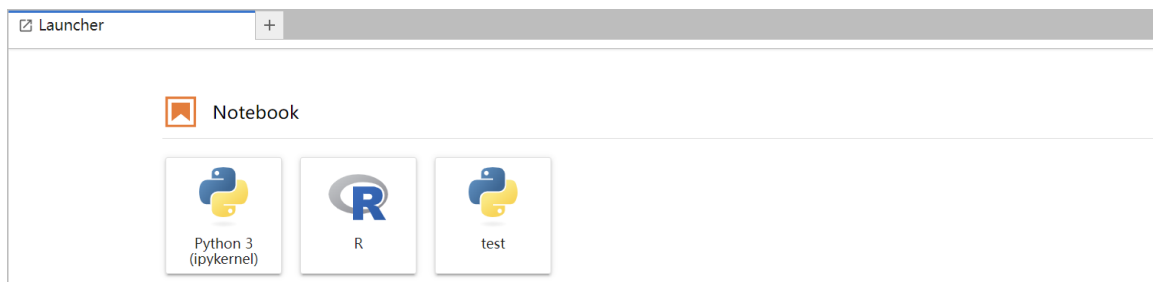 Launcher
+
Notebook
Python 3
(ipykernel)
R
R
test